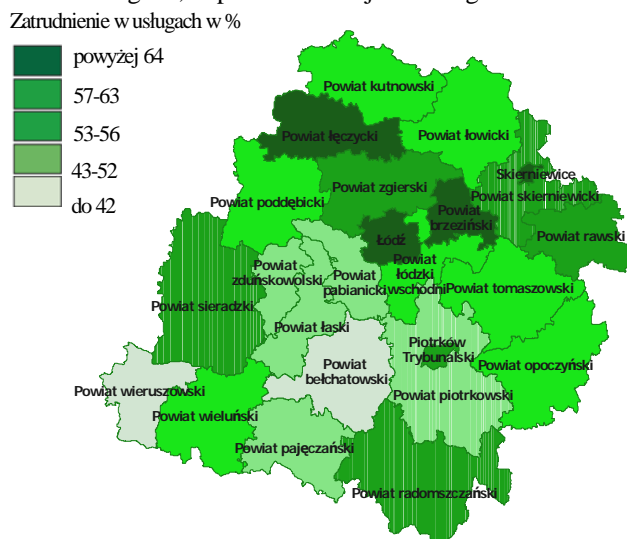 Zatrudnienie w usługach w %
powyżej 64
57-63
53-56
43-52
do 42
Powiat kutnowski
Powiat łęczycki
Powiat łowicki
Skierniewice
Powiat zgierski
Powiat skierniewicki
Powiat poddębicki
Powiat
brzeziński
Łódź
Powiat rawski
Powiat
zduńskowolski
Powiat
pabianicki
Powiat
łódzki
wschodni
Powiat sieradzki
Powiat tomaszowski
Powiat łaski
Piotrków
Trybunalski
Powiat
bełchatowski
Powiat opoczyński
Powiat wieruszowski
Powiat piotrkowski
Powiat wieluński
Powiat pajęczański
Powiat radomszczański